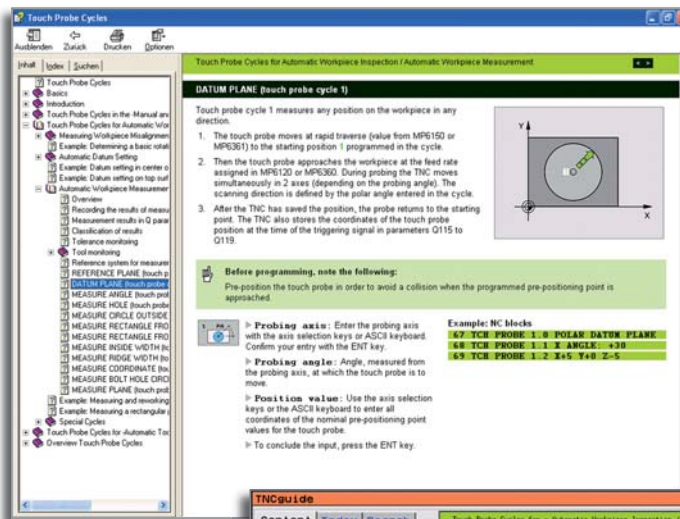 Touch Probe Cycles
Ausblenden Zurück Drucken Optionen
Inhalt Index Suchen
Touch Probe Cycles
Basics
Introduction
Touch Probe Cycles in the Manual an
Touch Probe Cycles for Automatic Wor
Measuring Workpiece Misalignmen
Example: Determining a basic rotati
Automatic Datum Setting
Example: Datum setting in center o
Example: Datum setting on top surf
Automatic Workpiece Measuremen
Overview
Recording the results of measu
Measurement results in Q parar
Classification of results
Tolerance monitoring
Tool monitoring
Reference system for measurer
REFERENCE PLANE (touch p
DATUM PLANE (touch probe c
MEASURE ANGLE (touch prol
MEASURE HOLE (touch probe
MEASURE CIRCLE OUTSIDE
MEASURE RECTANGLE FRO
MEASURE RECTANGLE FRO
MEASURE INSIDE WIDTH (to
MEASURE RIDGE WIDTH (to
MEASURE COORDINATE (tou
MEASURE BOLT HOLE CIRC
MEASURE PLANE (touch prob
Example: Measuring and reworking
Example: Measuring a rectangular p
Special Cycles
Touch Probe Cycles for Automatic Too
Overview Touch Probe Cycles
Touch Probe Cycles for Automatic Workpiece Inspection / Automatic Workpiece Measurement
DATUM PLANE (touch probe cycle 1)
Touch probe cycle 1 measures any position on the workpiece in any
direction.
1. The touch probe moves at rapid traverse (value from MP6150 or
MP6361) to the starting position 1 programmed in the cycle.
2. Then the touch probe approaches the workpiece at the feed rate
assigned in MP6120 or MP6360. During probing the TNC moves
simultaneously in 2 axes (depending on the probing angle). The
scanning direction is defined by the polar angle entered in the cycle.
3. After the TNC has saved the position, the probe returns to the starting
point. The TNC also stores the coordinates of the touch probe
position at the time of the triggering signal in parameters Q115 to
Q119.
Y
X
Before programming, note the following:
Pre-position the touch probe in order to avoid a collision when the programmed pre-positioning point is
approached.
1 PA
Probing axis: Enter the probing axis
with the axis selection keys or ASCII keyboard.
Confirm your entry with the ENT key.
Probing angle: Angle, measured from
the probing axis, at which the touch probe is to
move.
Position value: Use the axis selection
keys or the ASCII keyboard to enter all
coordinates of the nominal pre-positioning point
values for the touch probe.
To conclude the input, press the ENT key.
Example: NC blocks
67 TCH PROBE 1.0 POLAR DATUM PLANE
68 TCH PROBE 1.1 X ANGLE: +30
69 TCH PROBE 1.2 X+5 Y+0 Z-5
TNCguide